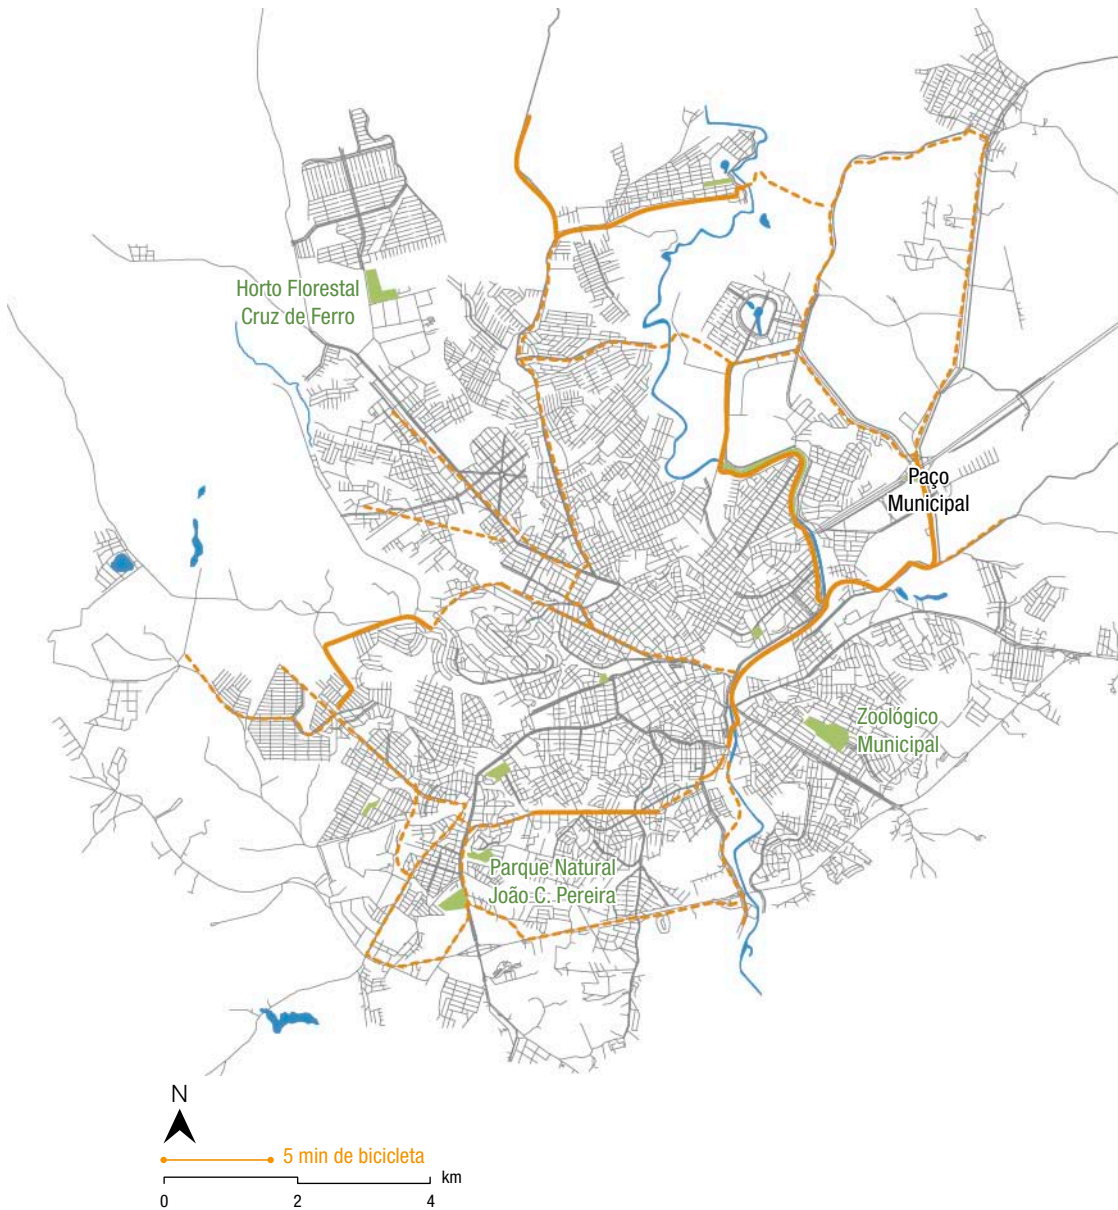 Horto Florestal
Cruz de Ferro
Paço
Municipal
Zoológico
Municipal
Parque Natural
João C. Pereira
N
5 min de bicicleta
km
0 2 4